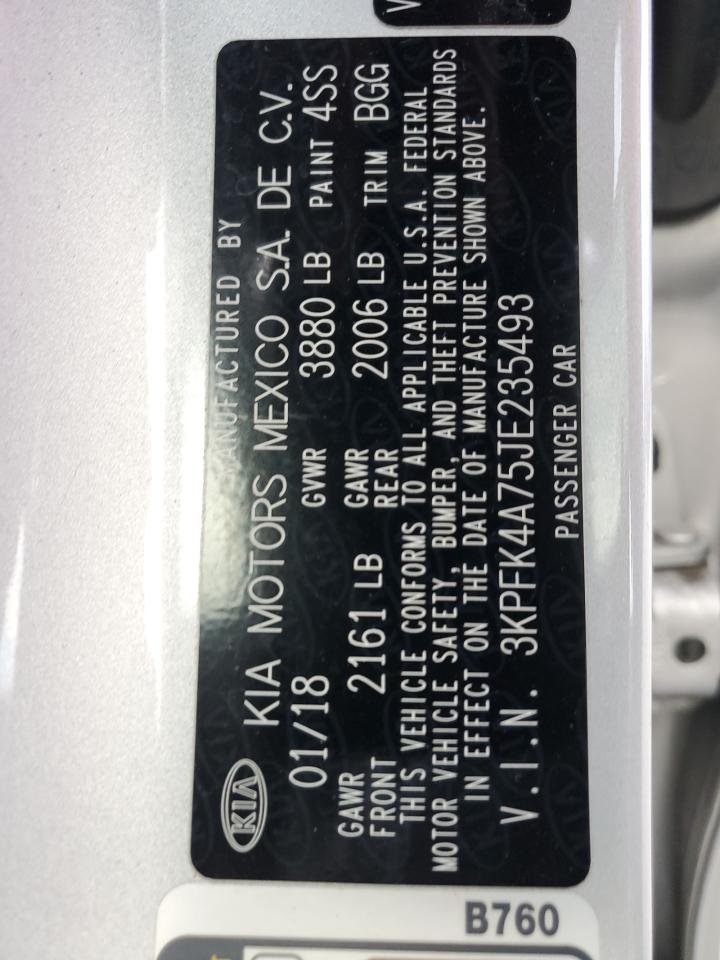 MANUFACTURED BY
KIA KIA MOTORS MEXICO S.A. DE C.V.
01/18 GVWR 3880 LB PAINT 4SS
GAWR FRONT 2161 LB GAWR REAR 2006 LB TRIM BGG
THIS VEHICLE CONFORMS TO ALL APPLICABLE U.S.A. FEDERAL
MOTOR VEHICLE SAFETY, BUMPER, AND THEFT PREVENTION STANDARDS
IN EFFECT ON THE DATE OF MANUFACTURE SHOWN ABOVE.
V.I.N. 3KPFK4A75JE235493
PASSENGER CAR
B760